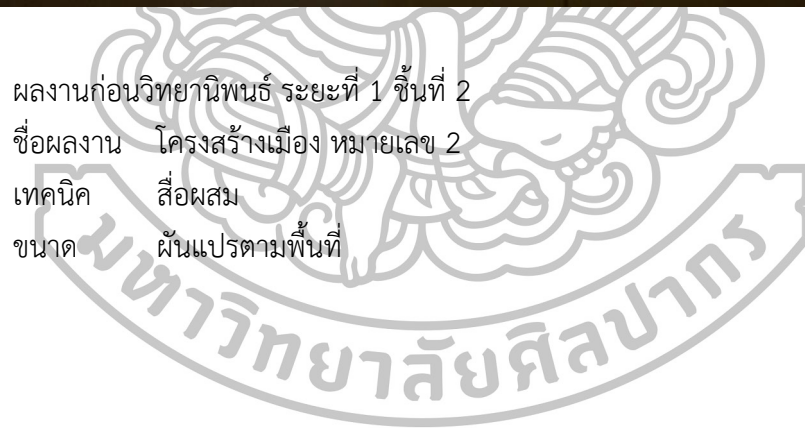 ผลงานก่อนวิทยานิพนธ์ ระยะที่ 1 ชิ้นที่ 2
ชื่อผลงาน โครงสร้างเมือง หมายเลข 2
เทคนิค สื่อผสม
ขนาด ผันแปรตามพื้นที่
มหาวิทยาลัยศิลปากร